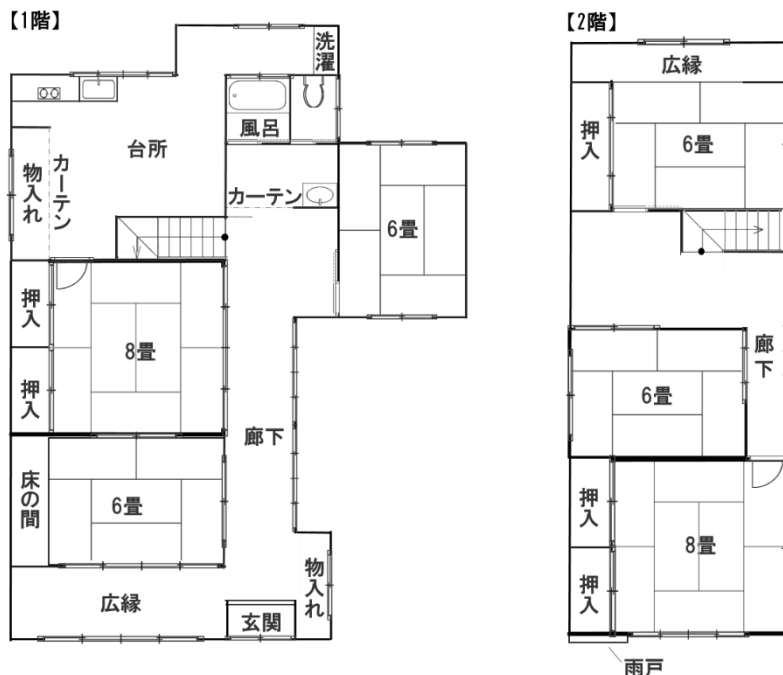 【1階】
洗濯
風呂
台所
カーテン
物入れ
カーテン
6畳
押入
8畳
押入
廊下
床の間
6畳
広縁
物入れ
玄関
【2階】
広縁
押入
6畳
廊下
6畳
押入
8畳
押入
雨戸